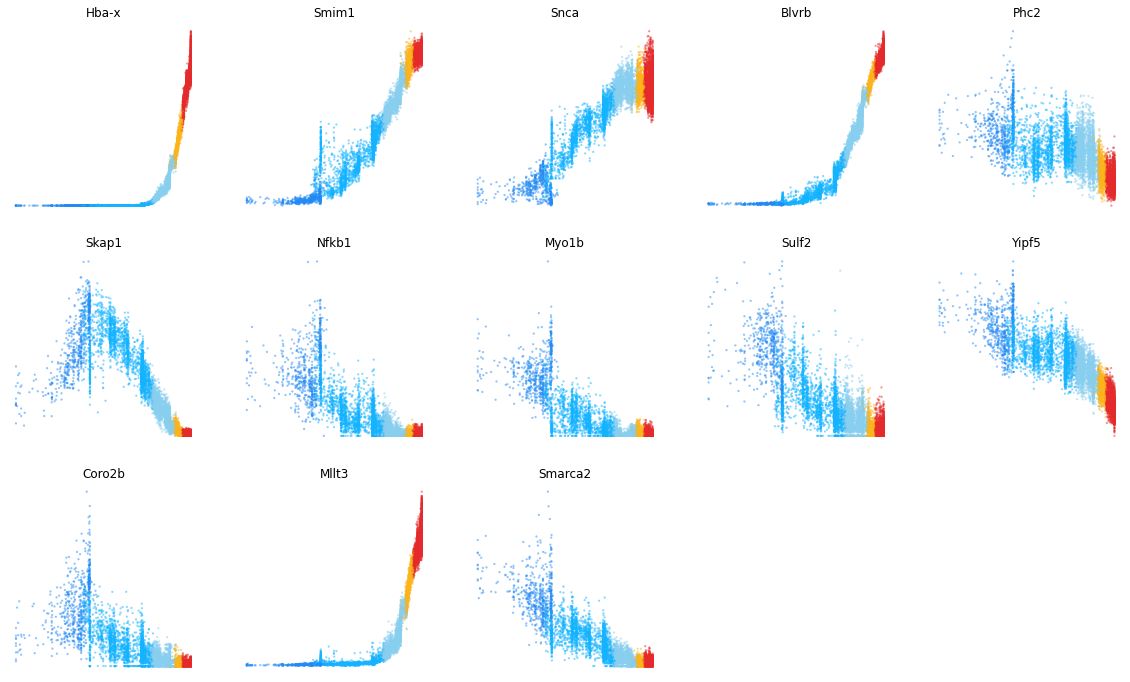 Hba-x
Smim1
Snca
Blvrb
Phc2
Skap1
Nfkb1
Myo1b
Sulf2
Yipf5
Coro2b
Mllt3
Smarca2